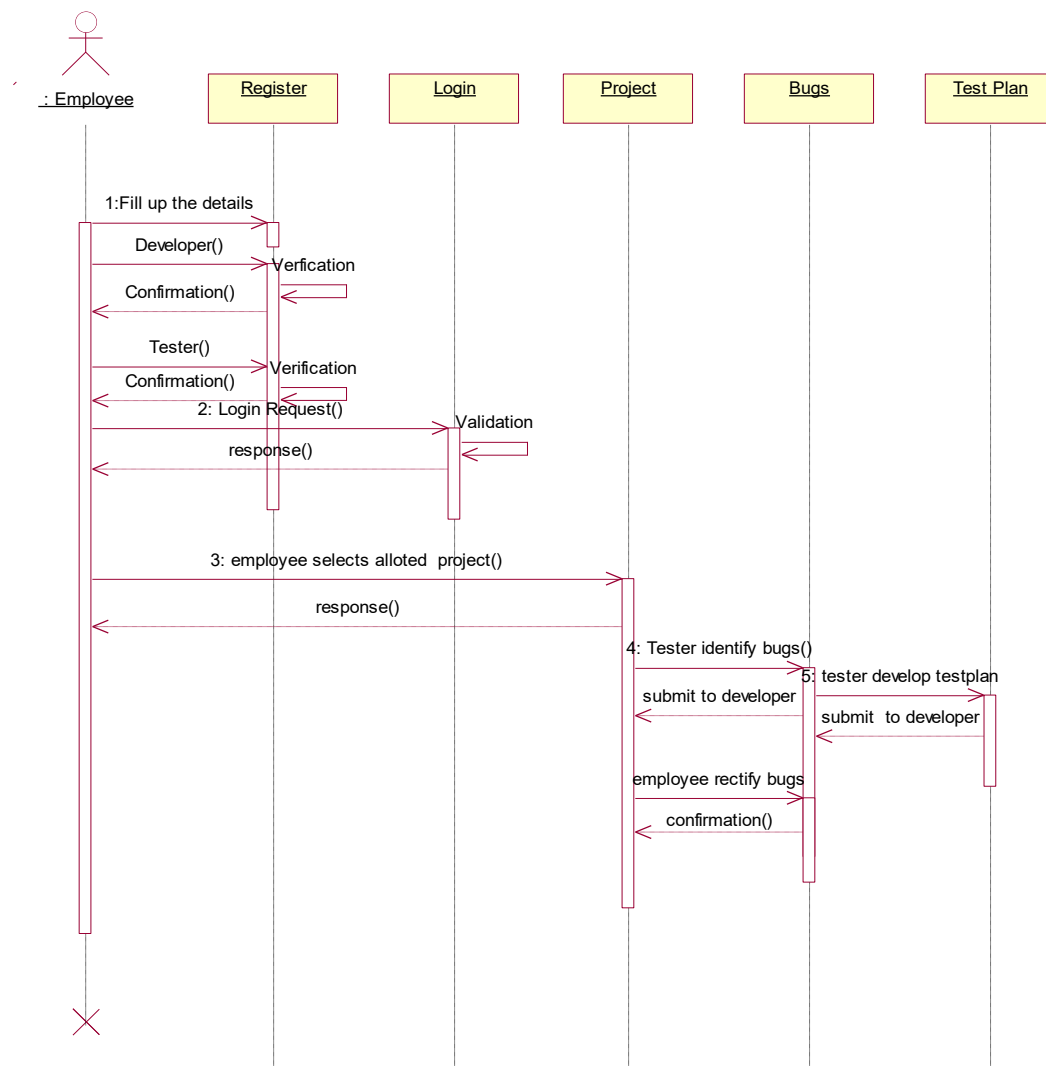 : Employee
Register
Login
Project
Bugs
Test Plan
1:Fill up the details
Developer()
Verfication
Confirmation()
Tester()
Verification
Confirmation()
2: Login Request()
Validation
response()
3: employee selects alloted project()
response()
4: Tester identify bugs()
5: tester develop testplan
submit to developer
submit to developer
employee rectify bugs
confirmation()